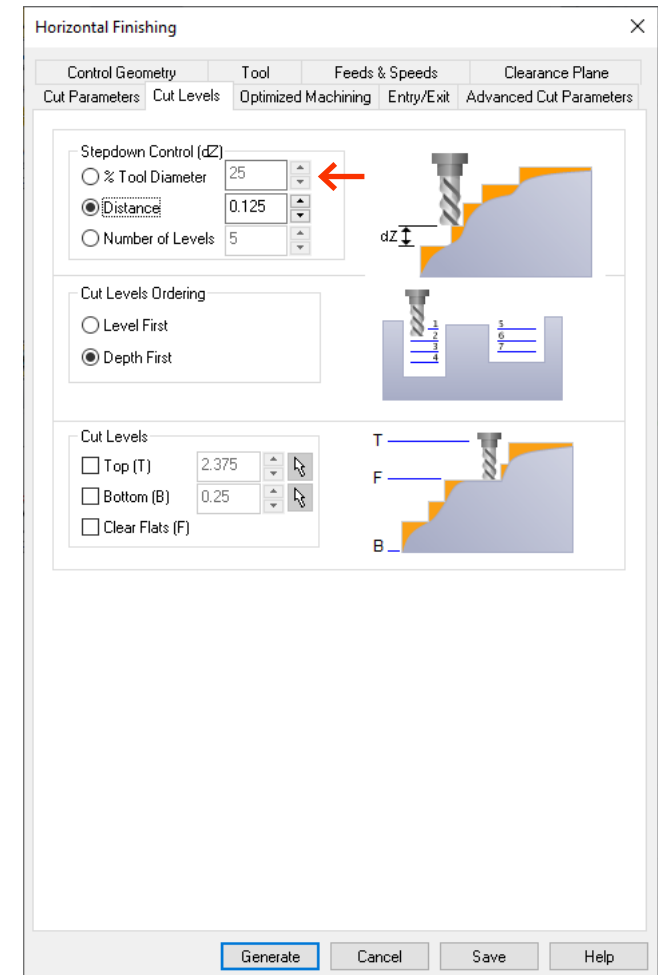 Horizontal Finishing
Control Geometry Tool Feeds & Speeds Clearance Plane
Cut Parameters Cut Levels Optimized Machining Entry/Exit Advanced Cut Parameters
Stepdown Control (dZ)
% Tool Diameter 25
Distance 0.125
Number of Levels 5
dZ
Cut Levels Ordering
Level First
Depth First
1 5
2 6
3 7
4
Cut Levels
Top (T) 2.375
Bottom (B) 0.25
Clear Flats (F)
T
F
B
Generate Cancel Save Help